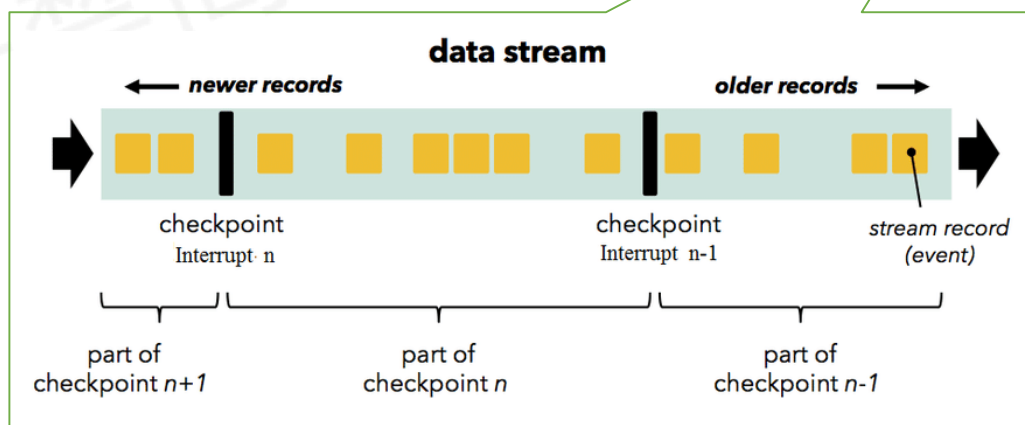 data stream
newer records
older records
checkpoint
Interrupt n
checkpoint
Interrupt n-1
stream record
(event)
part of
checkpoint n+1
part of
checkpoint n
part of
checkpoint n-1